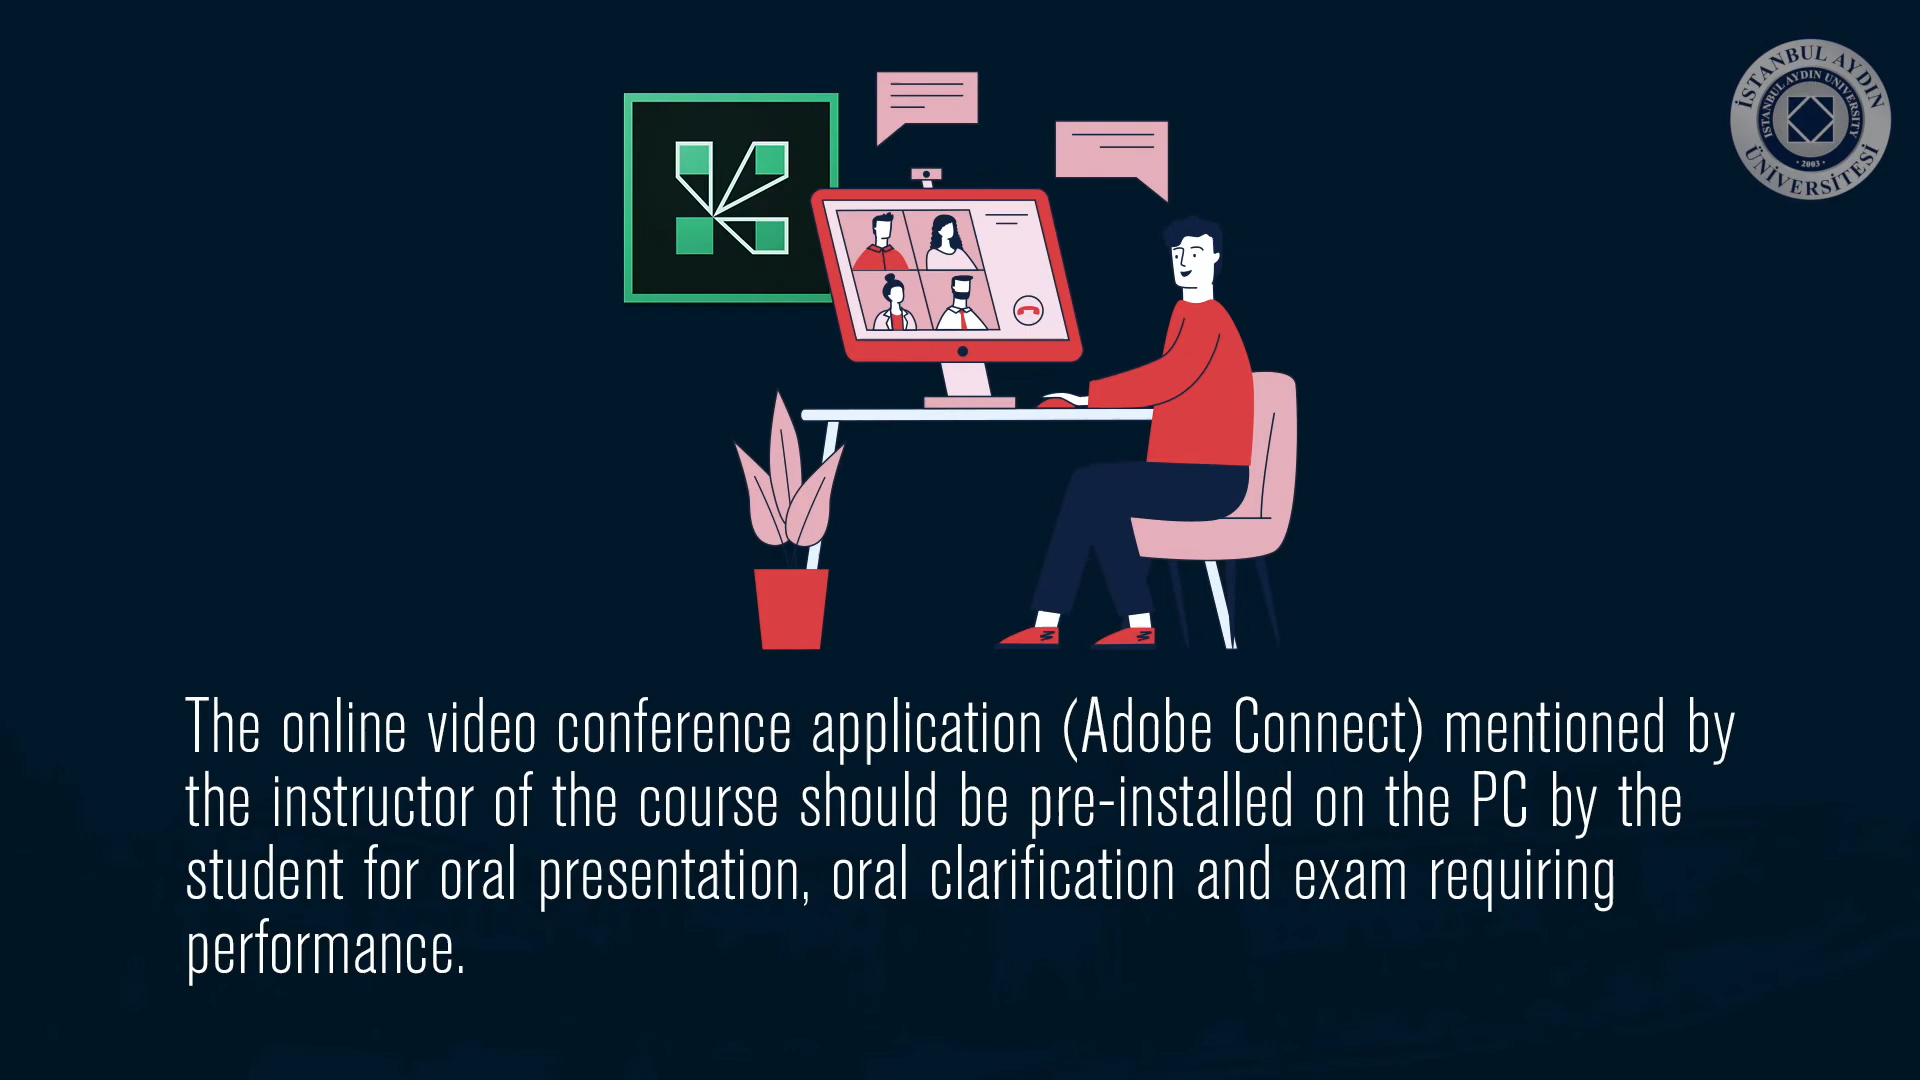 İSTANBUL AYDIN
ÜNİVERSİTESİ
ISTANBUL AYDIN UNIVERSITY
• 2003 •
The online video conference application (Adobe Connect) mentioned by
the instructor of the course should be pre-installed on the PC by the
student for oral presentation, oral clarification and exam requiring
performance.